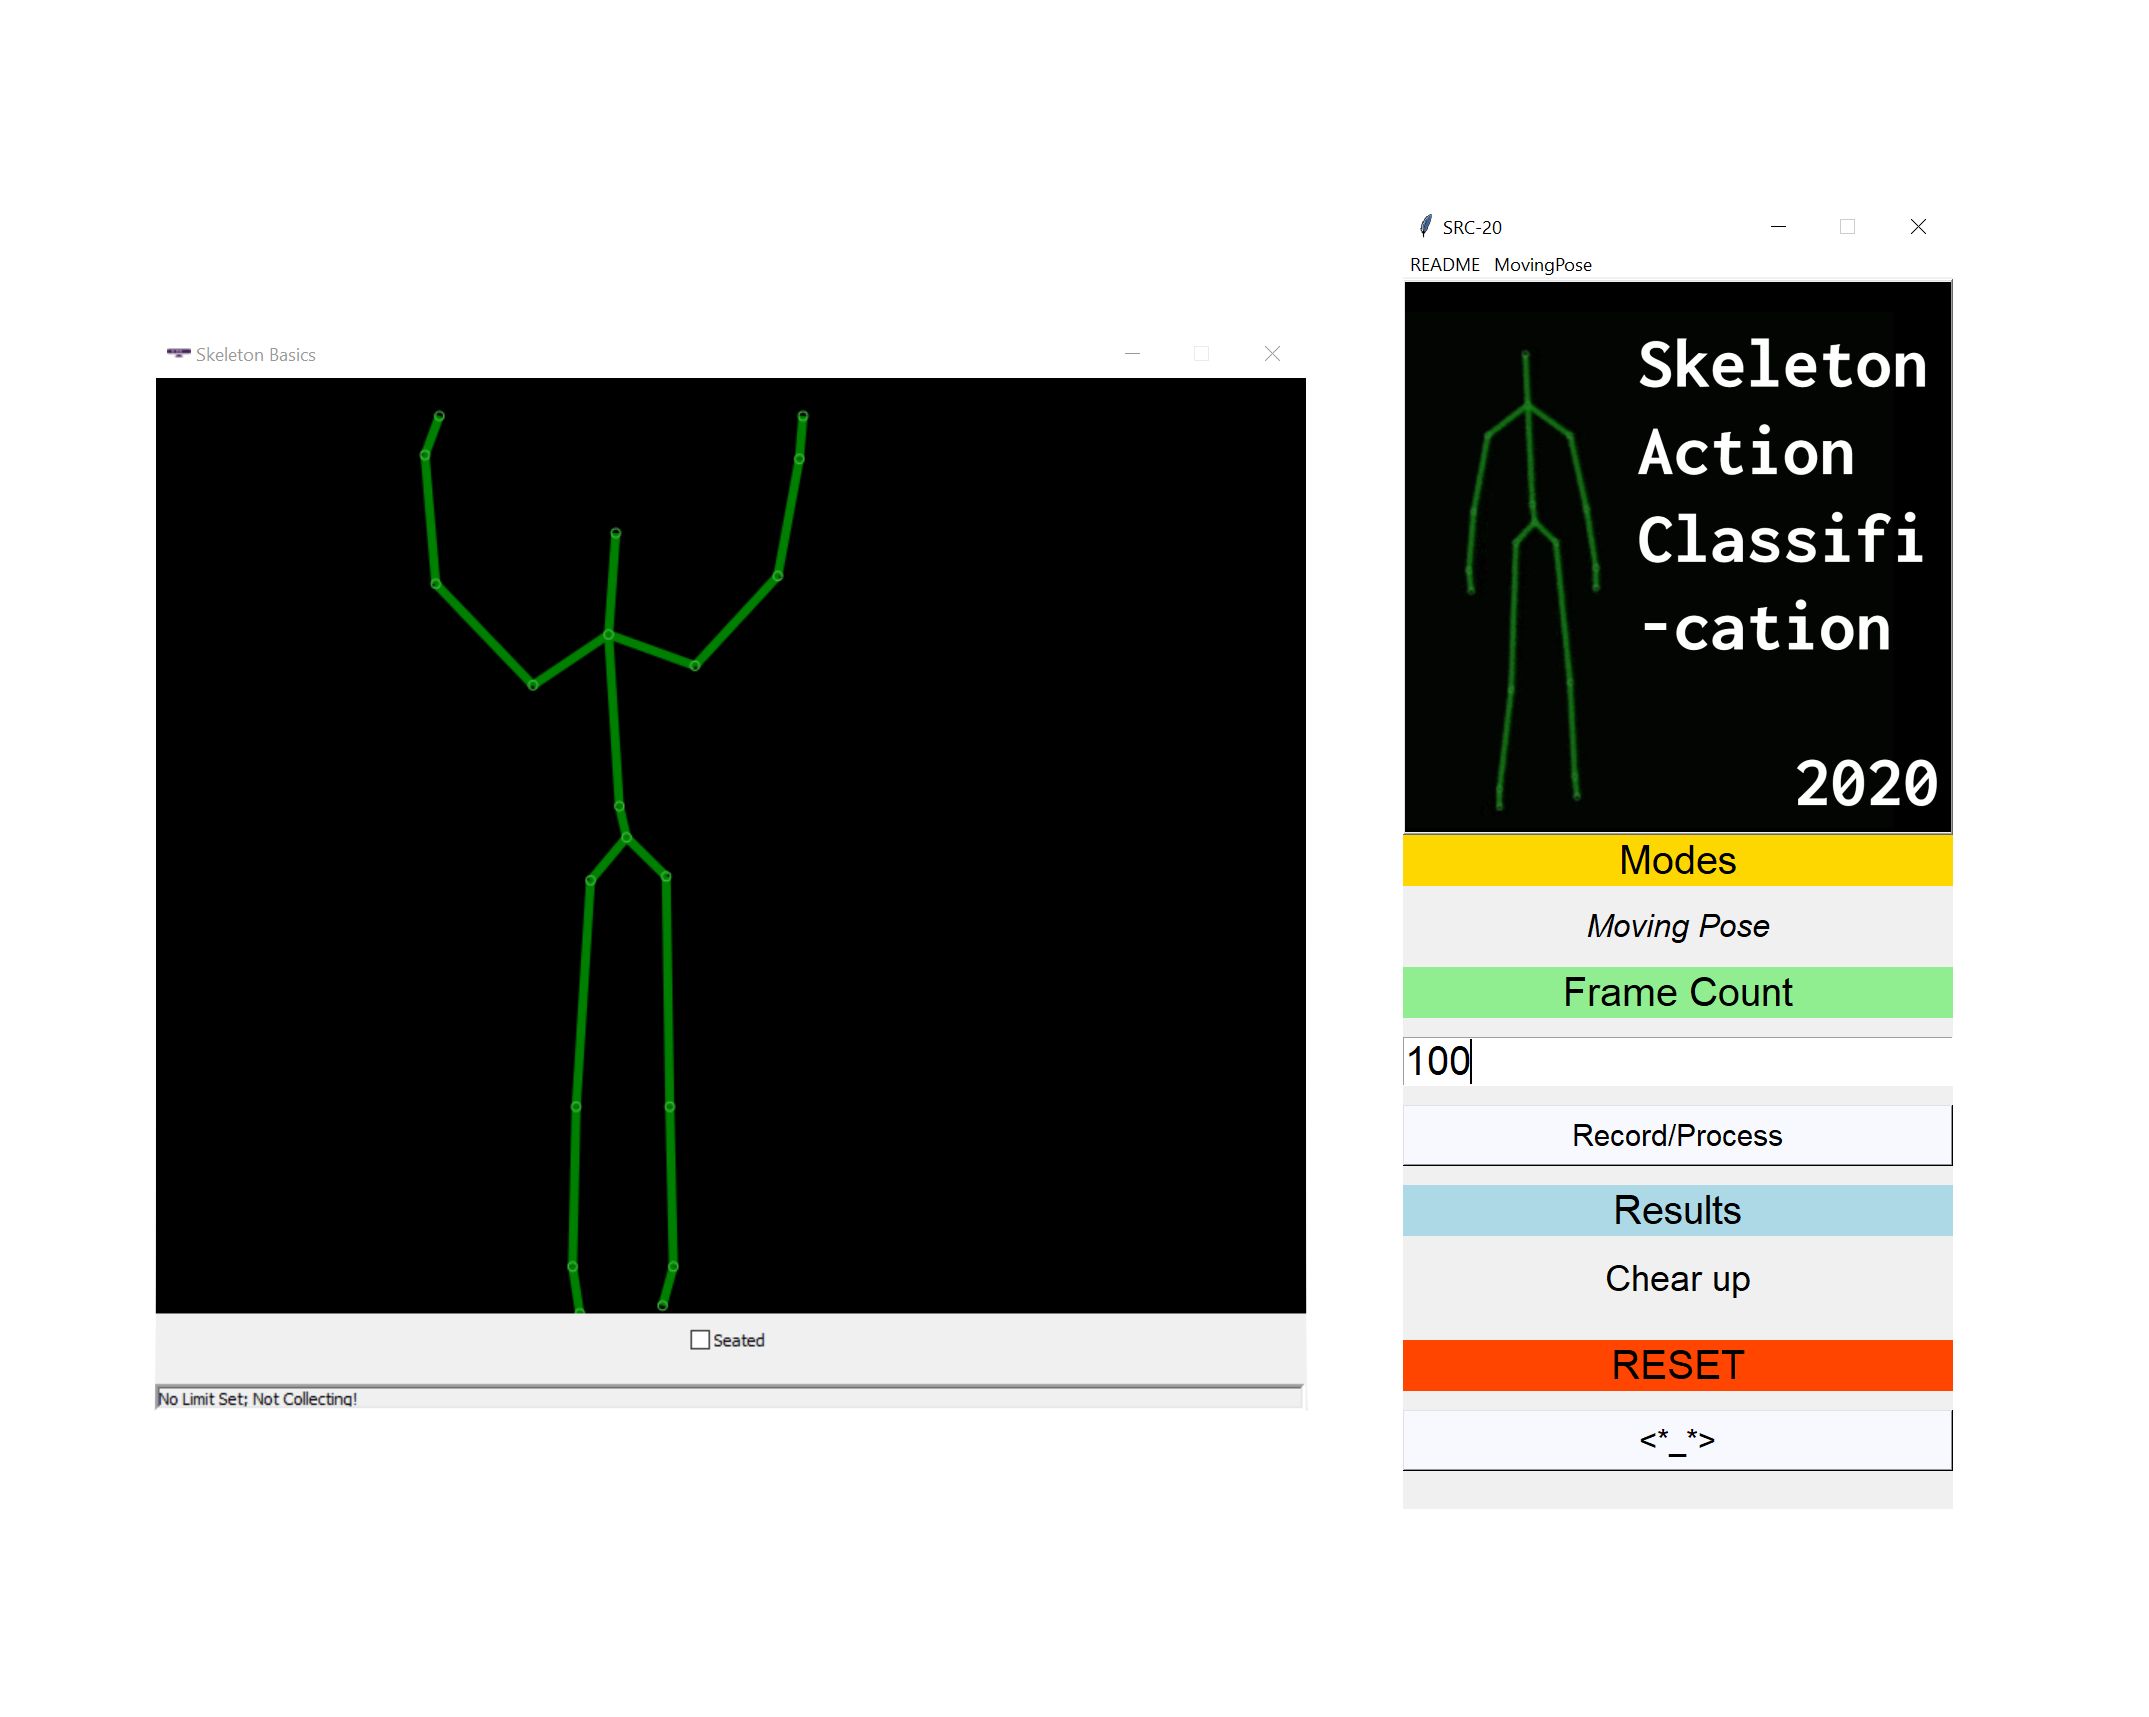 Skeleton Basics
Seated
No Limit Set; Not Collecting!
SRC-20
README MovingPose
Skeleton
Action
Classifi
-cation
2020
Modes
Moving Pose
Frame Count
100
Record/Process
Results
Chear up
RESET
<*_*>